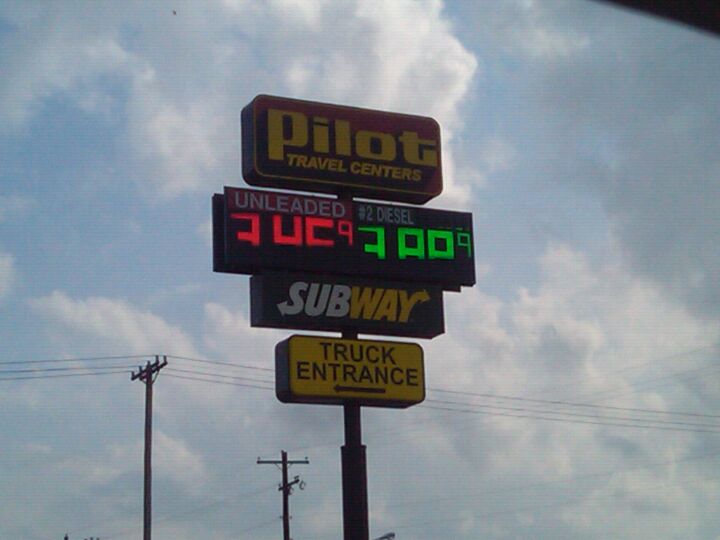 Pilot
TRAVEL CENTERS
UNLEADED #2 DIESEL
SUBWAY
TRUCK
ENTRANCE